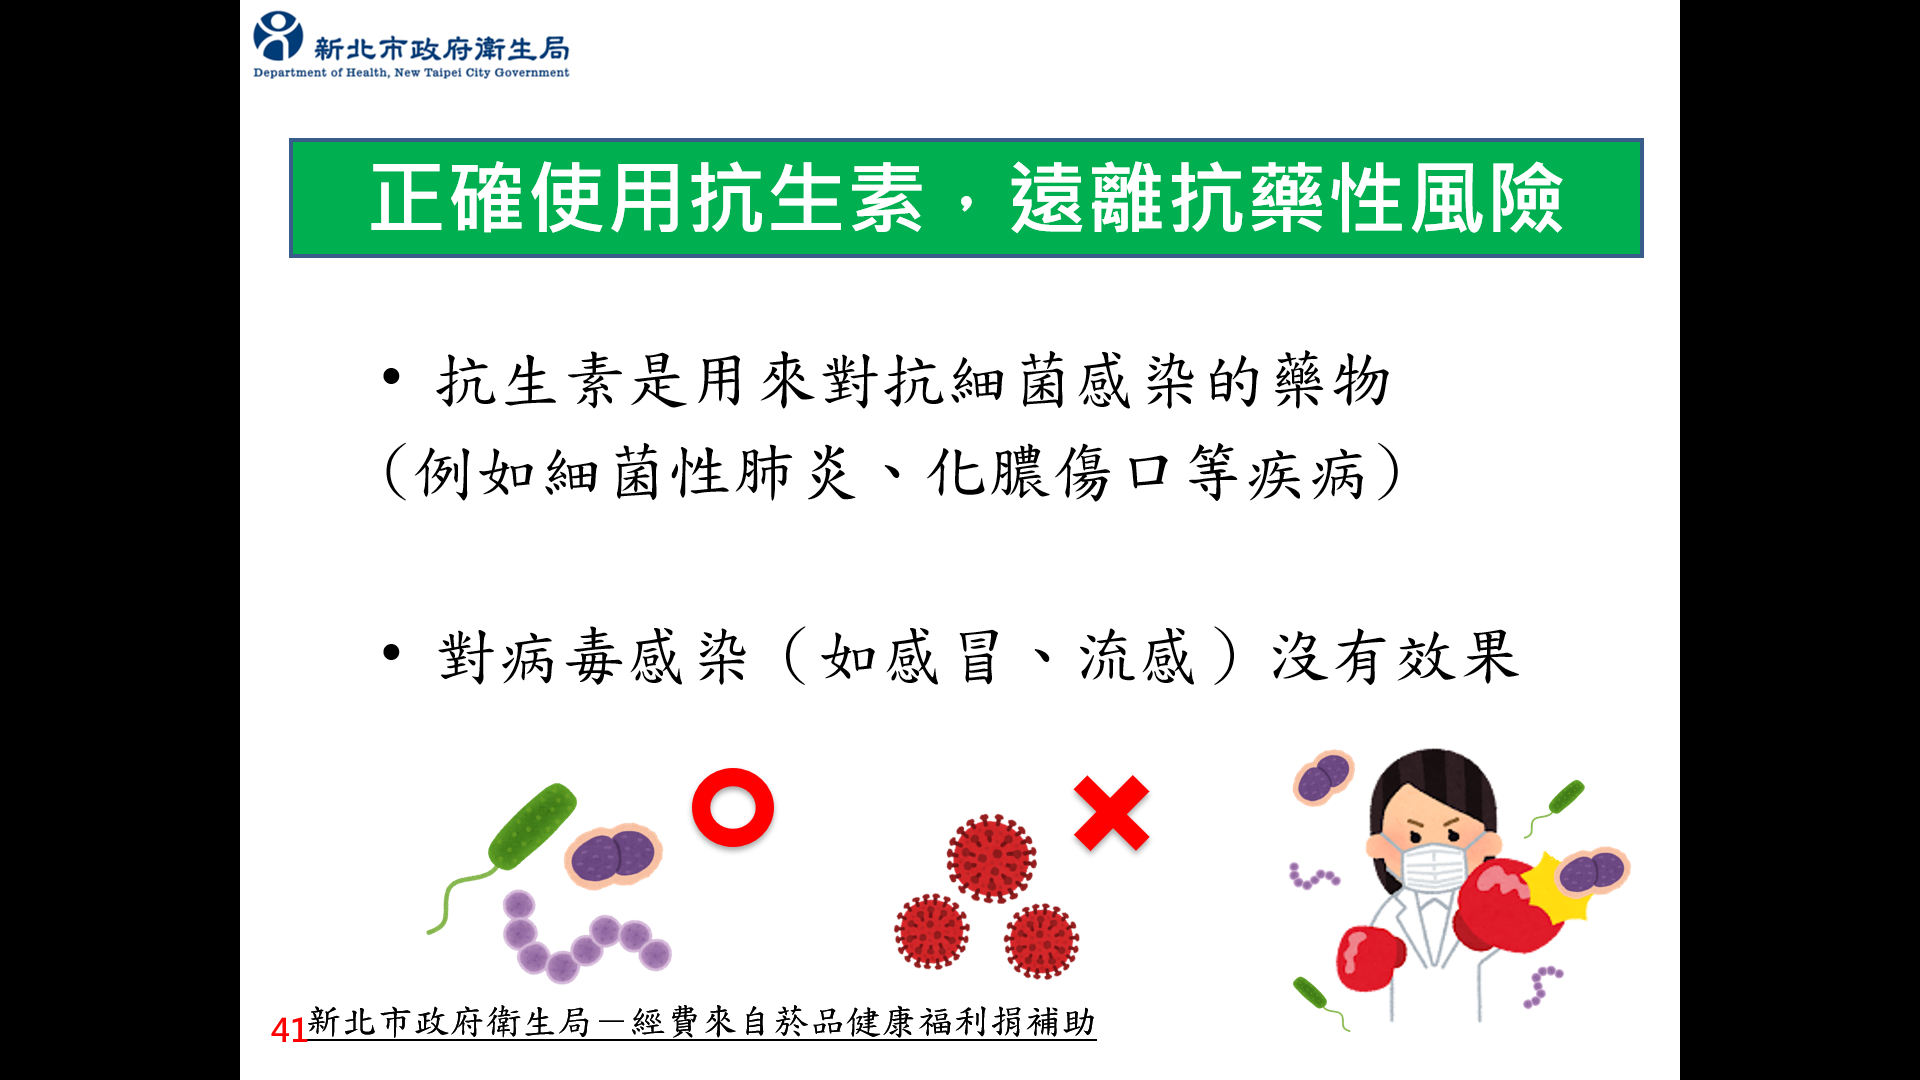 新北市政府衛生局
Department of Health, New Taipei City Government
正確使用抗生素，遠離抗藥性風險
• 抗生素是用來對抗細菌感染的藥物
（例如細菌性肺炎、化膿傷口等疾病）
• 對病毒感染（如感冒、流感）沒有效果
41新北市政府衛生局－經費來自菸品健康福利捐補助